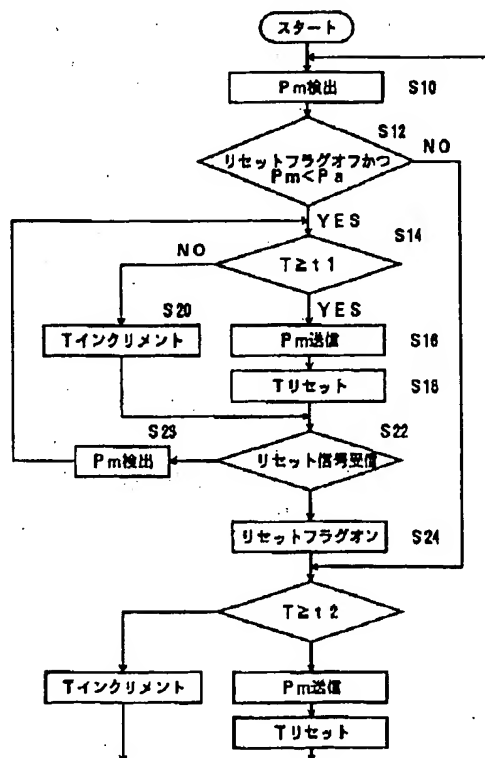 スタート
Pm検出
S10
S12
リセットフラグオフかつ
Pm<Pa
NO
YES
S14
NO
T≧t1
S20
YES
Tインクリメント
Pm送信
S16
Tリセット
S18
S23
S22
Pm検出
リセット信号受信
リセットフラグオン
S24
T≧t2
Tインクリメント
Pm送信
Tリセット